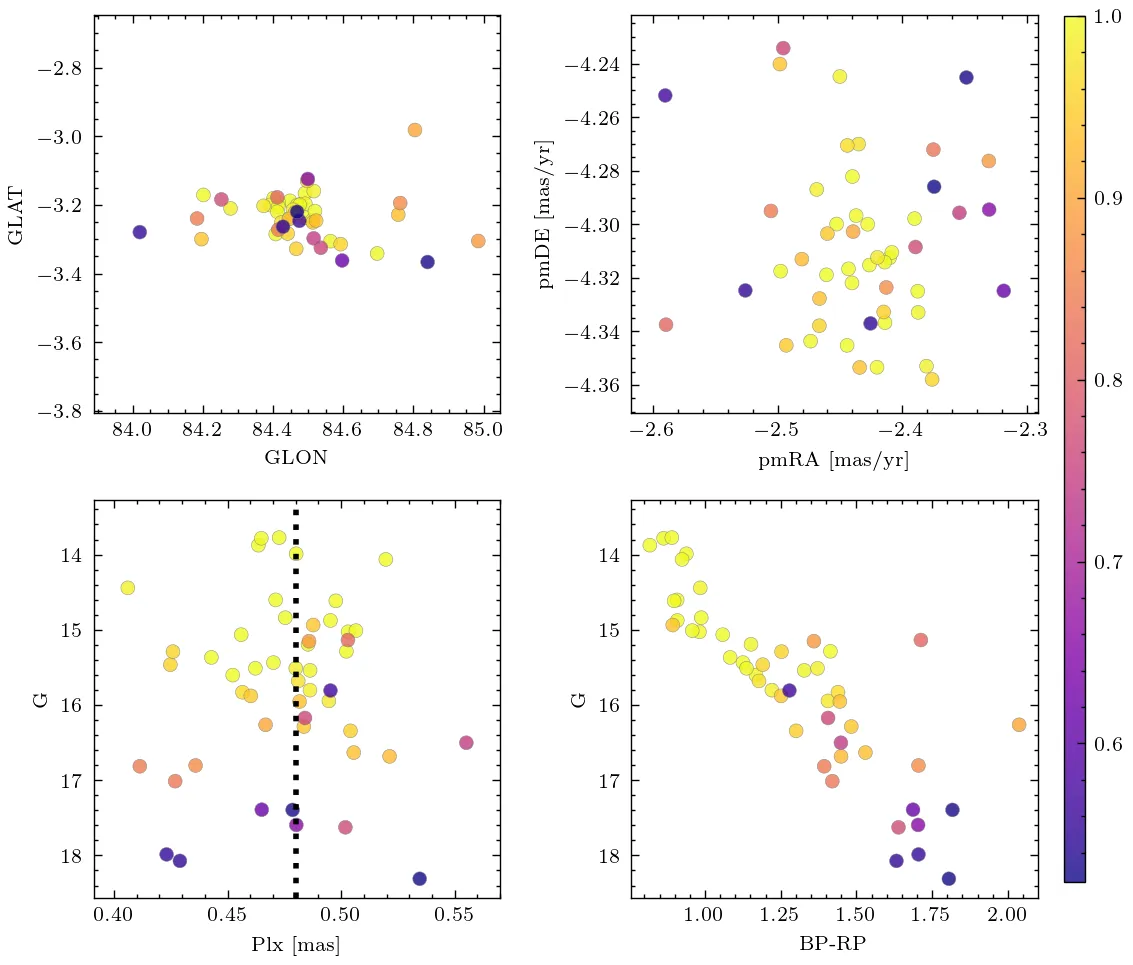 GLAT
−2.8
−3.0
−3.2
−3.4
−3.6
−3.8
84.0 84.2 84.4 84.6 84.8 85.0
GLON
pmDE [mas/yr]
−4.24
−4.26
−4.28
−4.30
−4.32
−4.34
−4.36
−2.6 −2.5 −2.4 −2.3
pmRA [mas/yr]
1.0
0.9
0.8
0.7
0.6
G
14
15
16
17
18
0.40 0.45 0.50 0.55
Plx [mas]
G
14
15
16
17
18
1.00 1.25 1.50 1.75 2.00
BP-RP